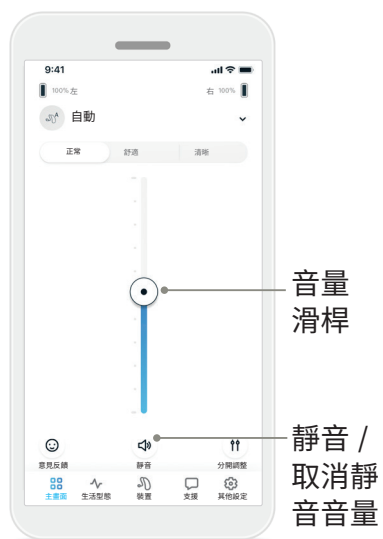 9:41
100% 左
右 100%
自動
正常 舒適 清晰
音量
滑桿
意見反饋 靜音 分開調整
靜音 /
取消靜
音音量
主畫面 生活型態 裝置 支援 其他設定